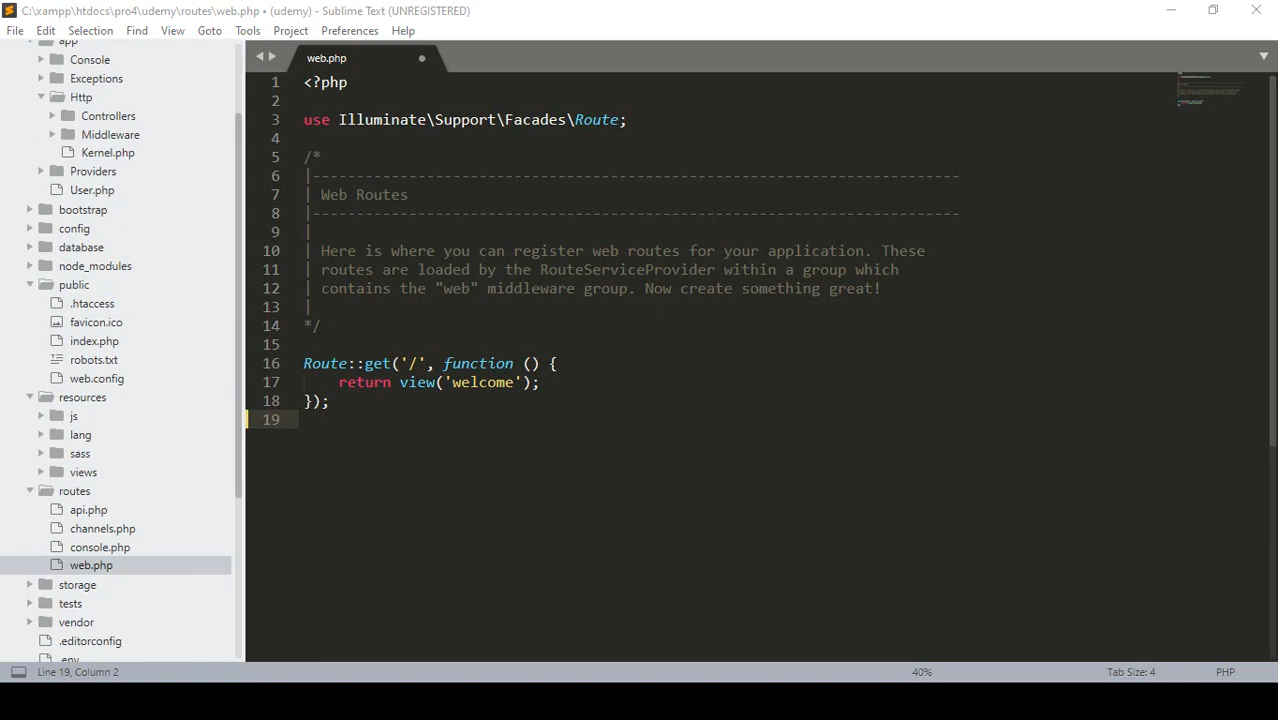 C:\xampp\htdocs\pro4\udemy\routes\web.php • (udemy) - Sublime Text (UNREGISTERED)
File Edit Selection Find View Goto Tools Project Preferences Help
app
Console
Exceptions
Http
Controllers
Middleware
Kernel.php
Providers
User.php
bootstrap
config
database
node_modules
public
.htaccess
favicon.ico
index.php
robots.txt
web.config
resources
js
lang
sass
views
routes
api.php
channels.php
console.php
web.php
storage
tests
vendor
.editorconfig
.env
web.php
1 <?php
2
3 use Illuminate\Support\Facades\Route;
4
5 /*
6 |--------------------------------------------------------------------------
7 | Web Routes
8 |--------------------------------------------------------------------------
9 |
10 | Here is where you can register web routes for your application. These
11 | routes are loaded by the RouteServiceProvider within a group which
12 | contains the "web" middleware group. Now create something great!
13 |
14 */
15
16 Route::get('/', function () {
17     return view('welcome');
18 });
19
Line 19, Column 2 40% Tab Size: 4 PHP